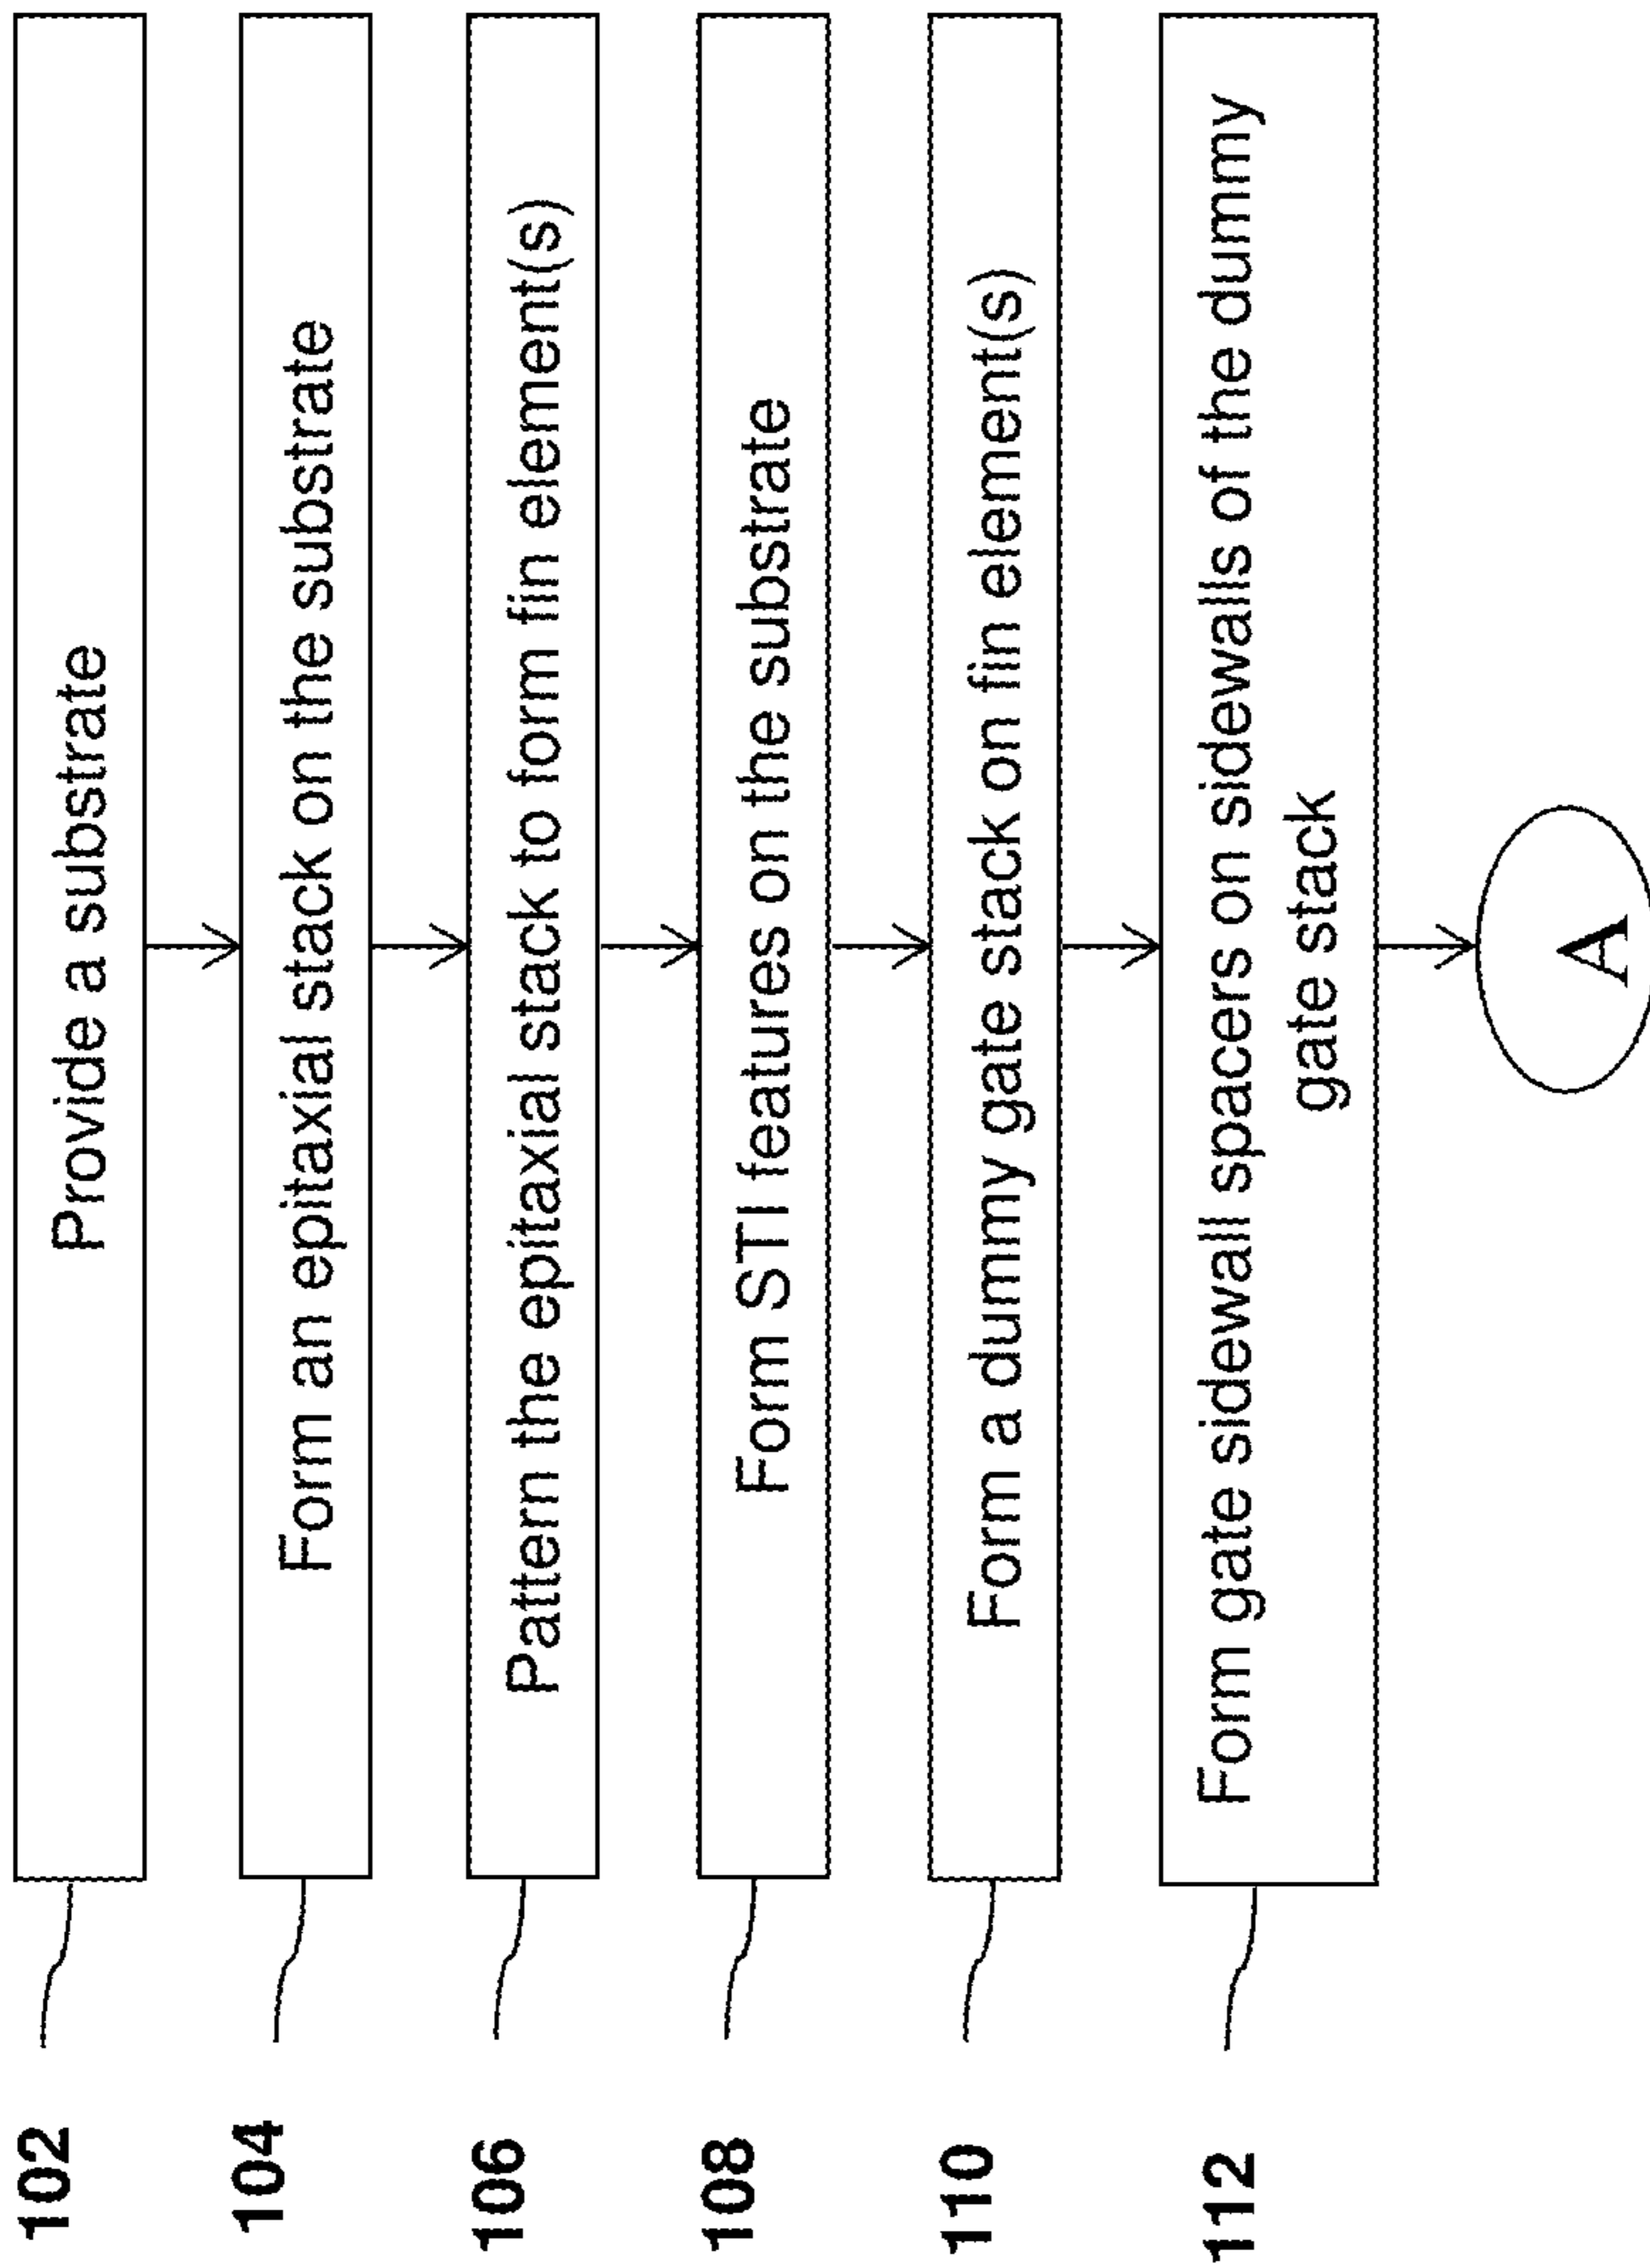 102
Provide a substrate
104
Form an epitaxial stack on the substrate
106
Pattern the epitaxial stack to form fin element(s)
108
Form STI features on the substrate
110
Form a dummy gate stack on fin element(s)
112
Form gate sidewall spacers on sidewalls of the dummy
gate stack
A